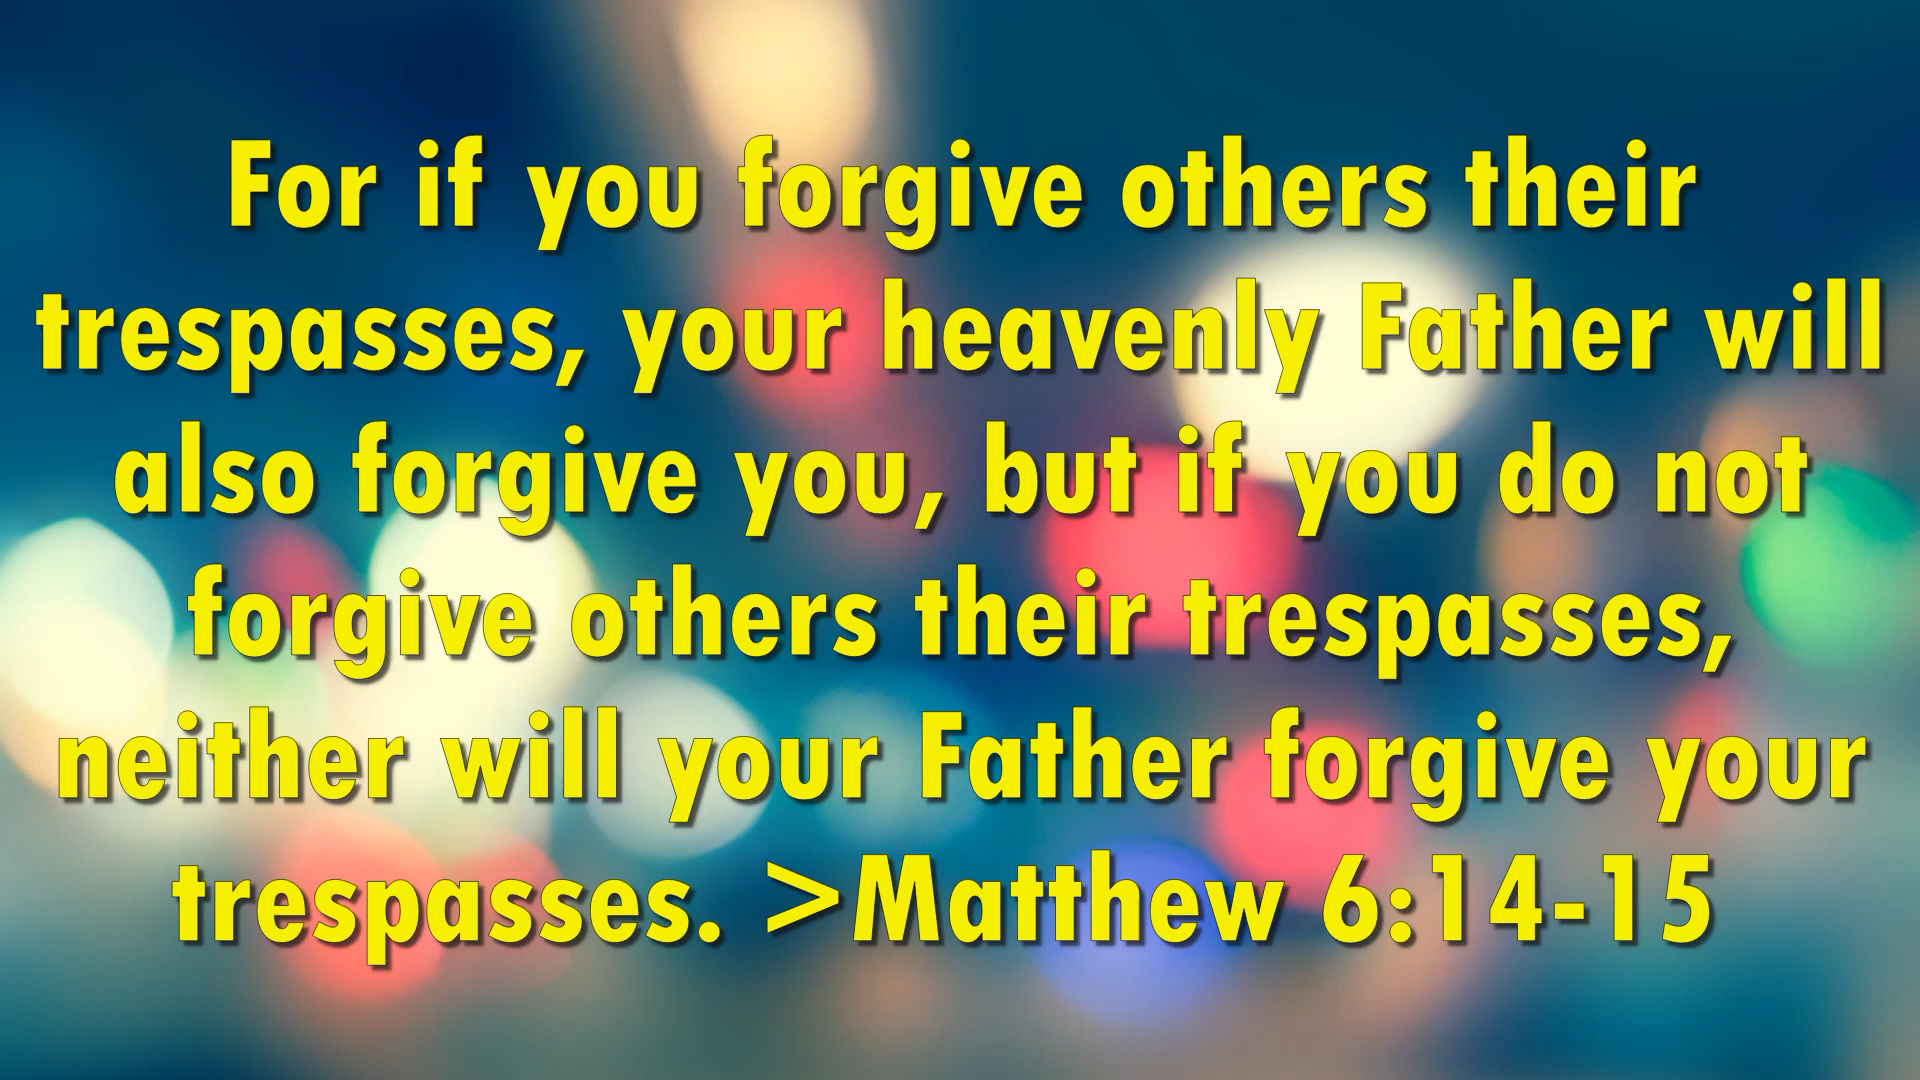 For if you forgive others their
trespasses, your heavenly Father will
also forgive you, but if you do not
forgive others their trespasses,
neither will your Father forgive your
trespasses. >Matthew 6:14-15